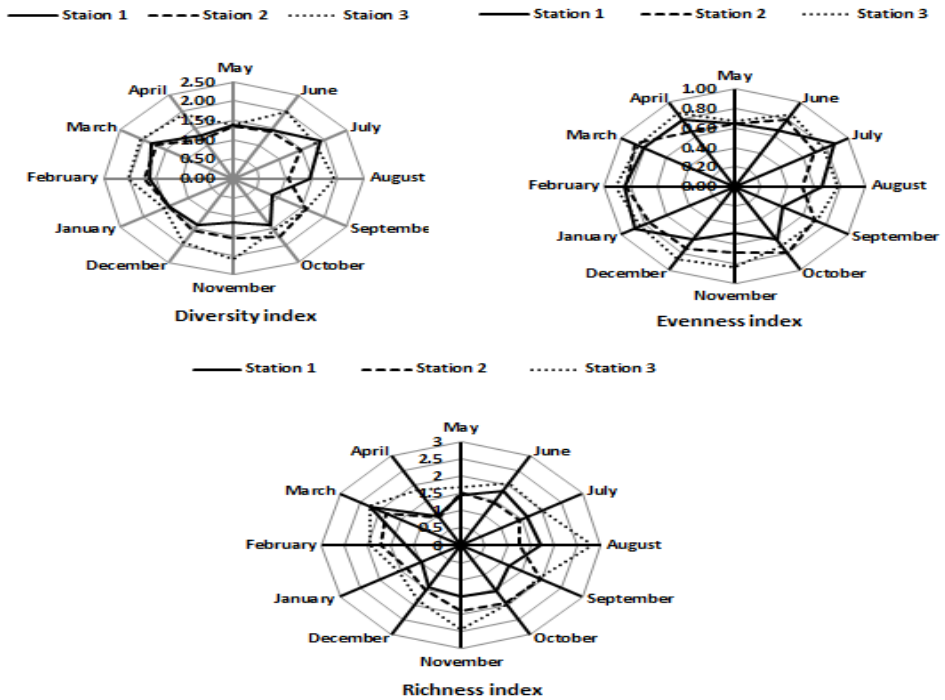 Staion 1 Staion 2 Staion 3
May
2.50
2.00
1.50
1.00
0.50
0.00
June
July
August
Septembe
October
November
December
January
February
March
April
Diversity index
Station 1 Station 2 Station 3
May
1.00
0.80
0.60
0.40
0.20
0.00
June
July
August
September
October
November
December
January
February
March
April
Evenness index
Station 1 Station 2 Station 3
May
3
2.5
2
1.5
1
0.5
0
June
July
August
September
October
November
December
January
February
March
April
Richness index